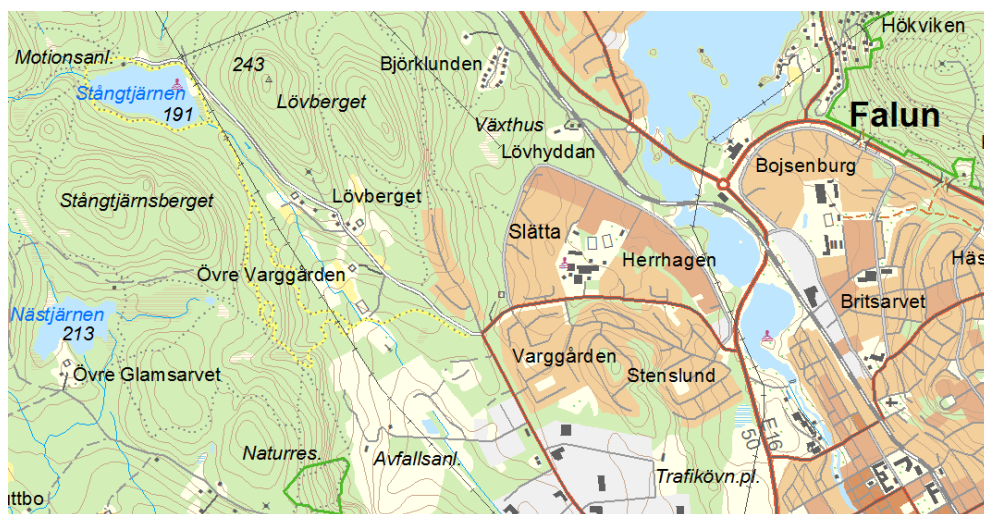 Hökviken
Motionsanl.
243
Björklunden
Stångtjärnen
191
Lövberget
Växthus
Falun
Lövhyddan
Bojsenburg
Stångtjärnsberget
Lövberget
Slätta
Herrhagen
Övre Varggården
Häs
Nästjärnen
213
Britsarvet
Varggården
Övre Glamsarvet
Stenslund
E16
50
Naturres.
Avfallsanl.
Trafikövn.pl.
uttbo